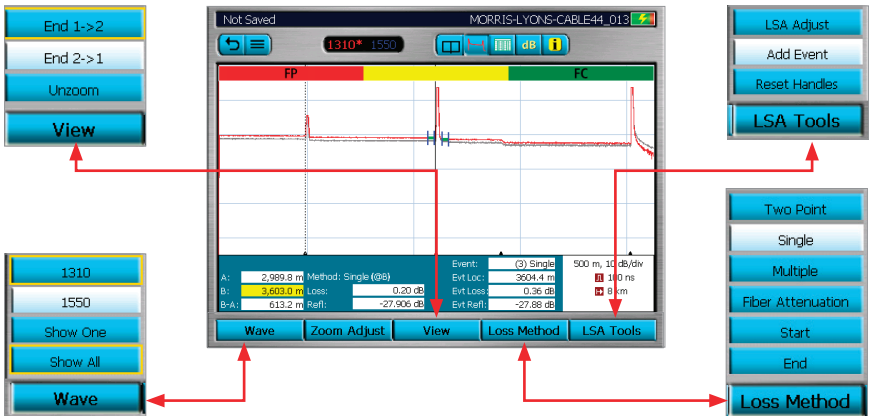 End 1->2
End 2->1
Unzoom
View
Not Saved MORRIS-LYONS-CABLE44_013
1310* 1550 dB i
FP FC
LSA Adjust
Add Event
Reset Handles
LSA Tools
1310
1550
Show One
Show All
Wave
Event: (3) Single 500 m, 10 dB/div
A: 2,989.8 m Method: Single (@B) Evt Loc: 3604.4 m 100 ns
B: 3,603.0 m Loss: 0.20 dB Evt Loss: 0.36 dB 8 km
B-A: 613.2 m Refl: -27.906 dB Evt Refl: -27.88 dB
Wave Zoom Adjust View Loss Method LSA Tools
Two Point
Single
Multiple
Fiber Attenuation
Start
End
Loss Method